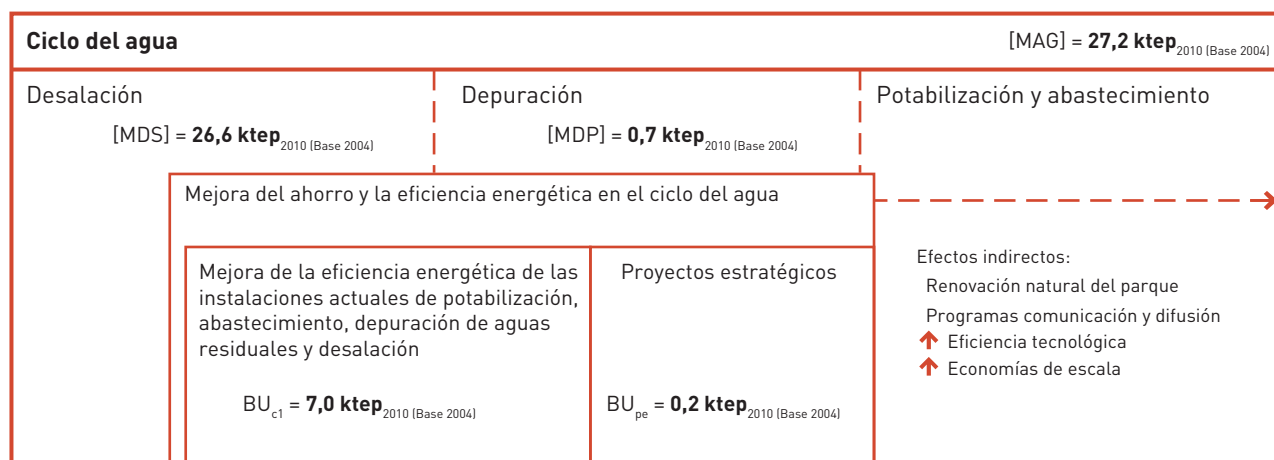 Ciclo del agua
[MAG] = 27,2 ktep2010 (Base 2004)
Desalación
[MDS] = 26,6 ktep2010 (Base 2004)
Depuración
[MDP] = 0,7 ktep2010 (Base 2004)
Potabilización y abastecimiento
Mejora del ahorro y la eficiencia energética en el ciclo del agua
Mejora de la eficiencia energética de las
instalaciones actuales de potabilización,
abastecimiento, depuración de aguas
residuales y desalación
BUc1 = 7,0 ktep2010 (Base 2004)
Proyectos estratégicos
BUpe = 0,2 ktep2010 (Base 2004)
Efectos indirectos:
Renovación natural del parque
Programas comunicación y difusión
↑ Eficiencia tecnológica
↑ Economías de escala